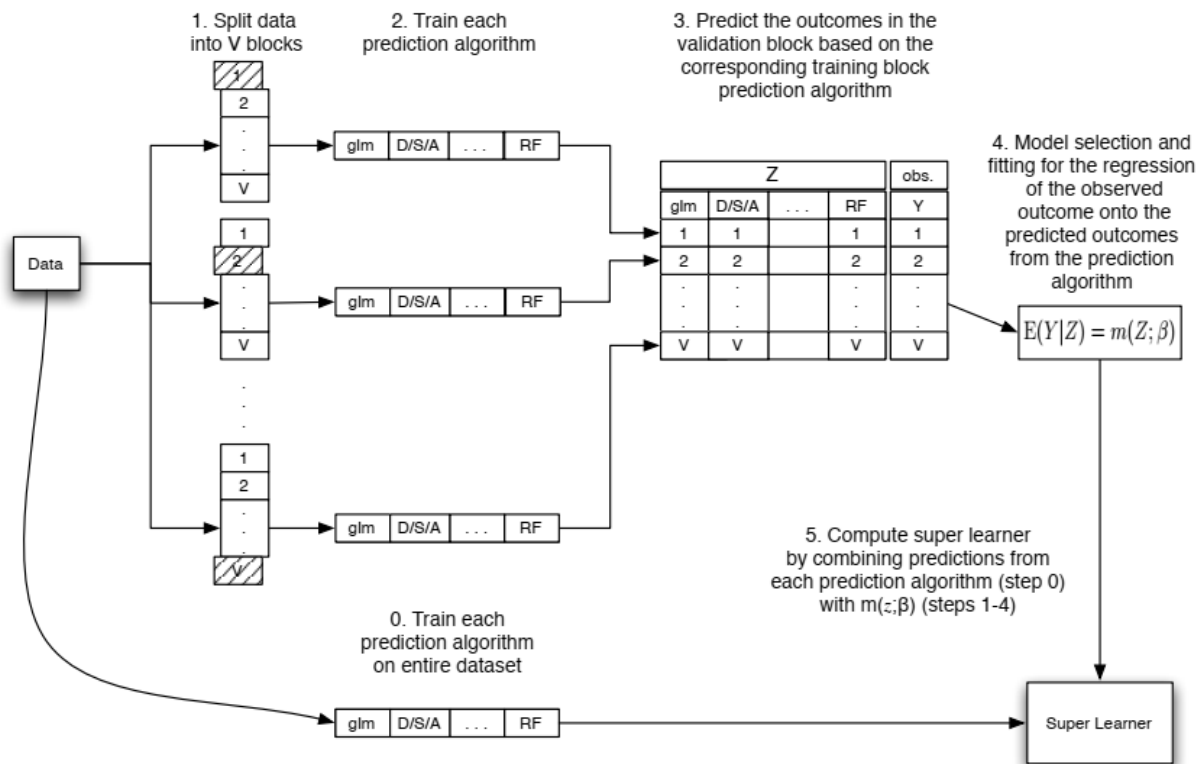 1. Split data
into V blocks
2. Train each
prediction algorithm
3. Predict the outcomes in the
validation block based on the
corresponding training block
prediction algorithm
1
2
.
.
.
V
glm D/S/A . . . RF
4. Model selection and
fitting for the regression
of the observed
outcome onto the
predicted outcomes
from the prediction
algorithm
Z obs.
glm D/S/A . . . RF Y
1 1 1 1
2 2 2 2
. . . .
. . . .
. . . .
V V V V
E(Y|Z) = m(Z; β)
Data
1
2
.
.
.
V
glm D/S/A . . . RF
.
.
.
1
2
.
.
.
V
glm D/S/A . . . RF
5. Compute super learner
by combining predictions from
each prediction algorithm (step 0)
with m(z;β) (steps 1-4)
0. Train each
prediction algorithm
on entire dataset
glm D/S/A . . . RF
Super Learner